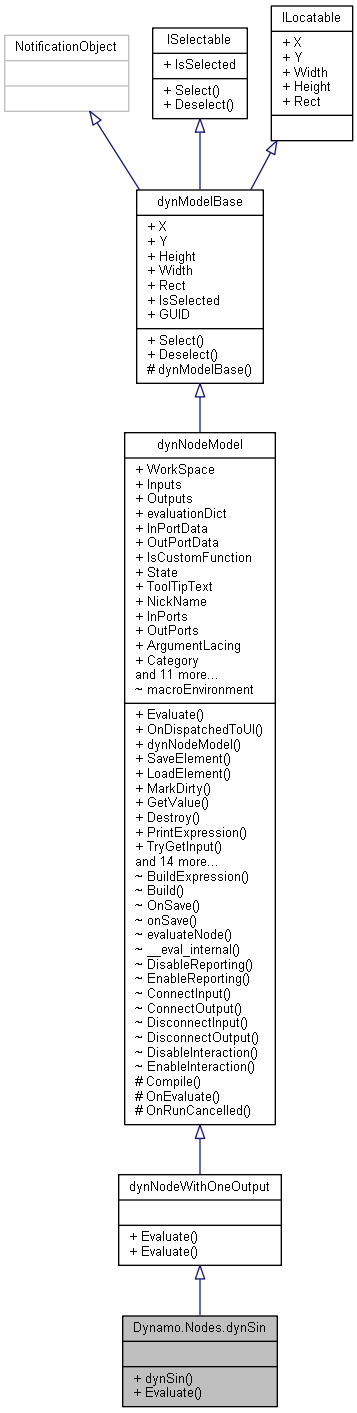 NotificationObject
ISelectable
+ IsSelected
+ Select()
+ Deselect()
ILocatable
+ X
+ Y
+ Width
+ Height
+ Rect
dynModelBase
+ X
+ Y
+ Height
+ Width
+ Rect
+ IsSelected
+ GUID
+ Select()
+ Deselect()
# dynModelBase()
dynNodeModel
+ WorkSpace
+ Inputs
+ Outputs
+ evaluationDict
+ InPortData
+ OutPortData
+ IsCustomFunction
+ State
+ ToolTipText
+ NickName
+ InPorts
+ OutPorts
+ ArgumentLacing
+ Category
and 11 more...
~ macroEnvironment
+ Evaluate()
+ OnDispatchedToUI()
+ dynNodeModel()
+ SaveElement()
+ LoadElement()
+ MarkDirty()
+ GetValue()
+ Destroy()
+ PrintExpression()
+ TryGetInput()
and 14 more...
~ BuildExpression()
~ Build()
~ OnSave()
~ onSave()
~ evaluateNode()
~ __eval_internal()
~ DisableReporting()
~ EnableReporting()
~ ConnectInput()
~ ConnectOutput()
~ DisconnectInput()
~ DisconnectOutput()
~ DisableInteraction()
~ EnableInteraction()
# Compile()
# OnEvaluate()
# OnRunCancelled()
dynNodeWithOneOutput
+ Evaluate()
+ Evaluate()
Dynamo.Nodes.dynSin
+ dynSin()
+ Evaluate()